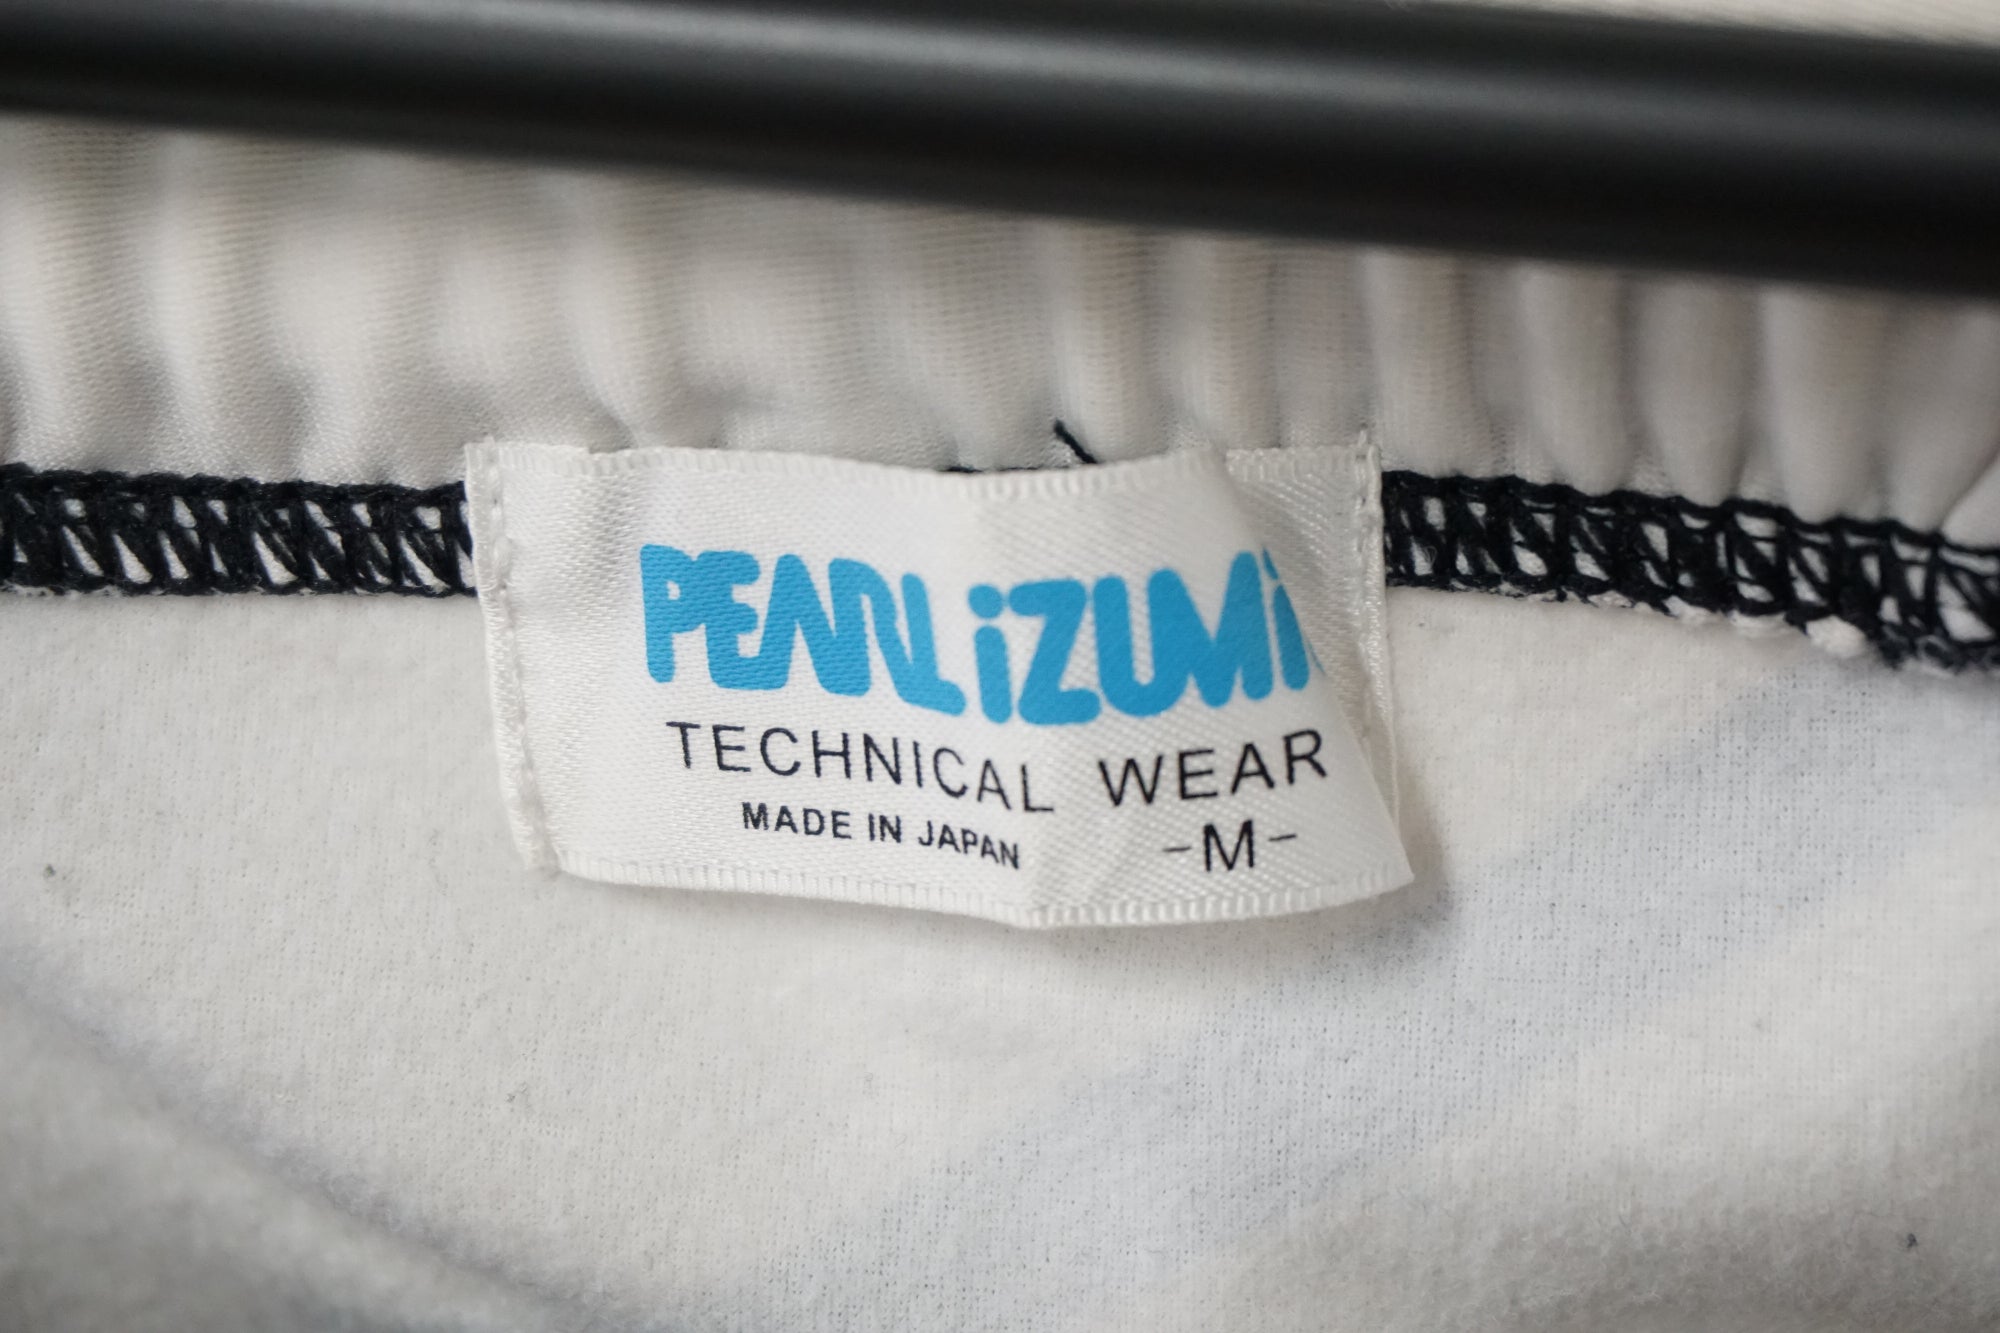 PEARL iZUMi
TECHNICAL WEAR
MADE IN JAPAN -M-